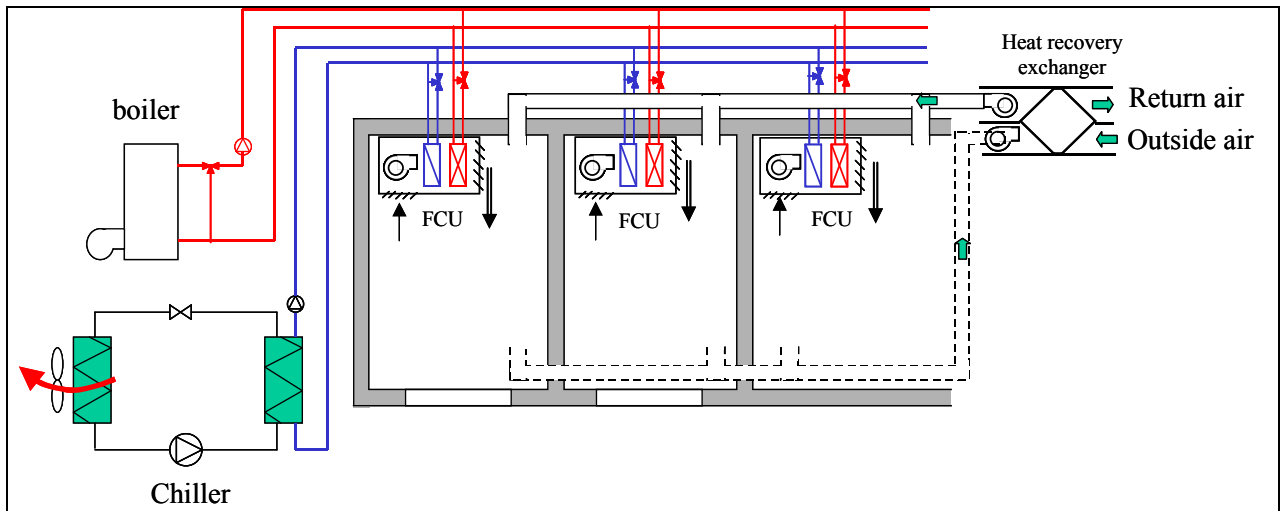 Heat recovery
exchanger
Return air
Outside air
boiler
FCU
FCU
FCU
Chiller